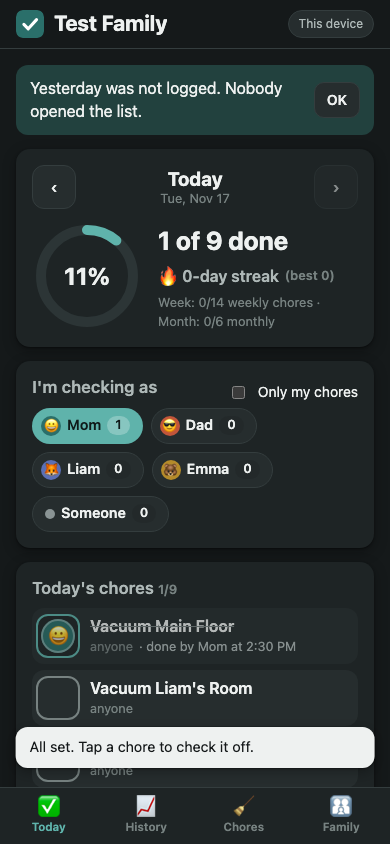 Test Family
This device
Yesterday was not logged. Nobody
opened the list.
OK
‹
Today
Tue, Nov 17
›
11%
1 of 9 done
🔥 0-day streak (best 0)
Week: 0/14 weekly chores ·
Month: 0/6 monthly
I'm checking as
Only my chores
Mom 1
Dad 0
Liam 0
Emma 0
Someone 0
Today's chores 1/9
Vacuum Main Floor
anyone · done by Mom at 2:30 PM
Vacuum Liam's Room
anyone
All set. Tap a chore to check it off.
anyone
Today
History
Chores
Family